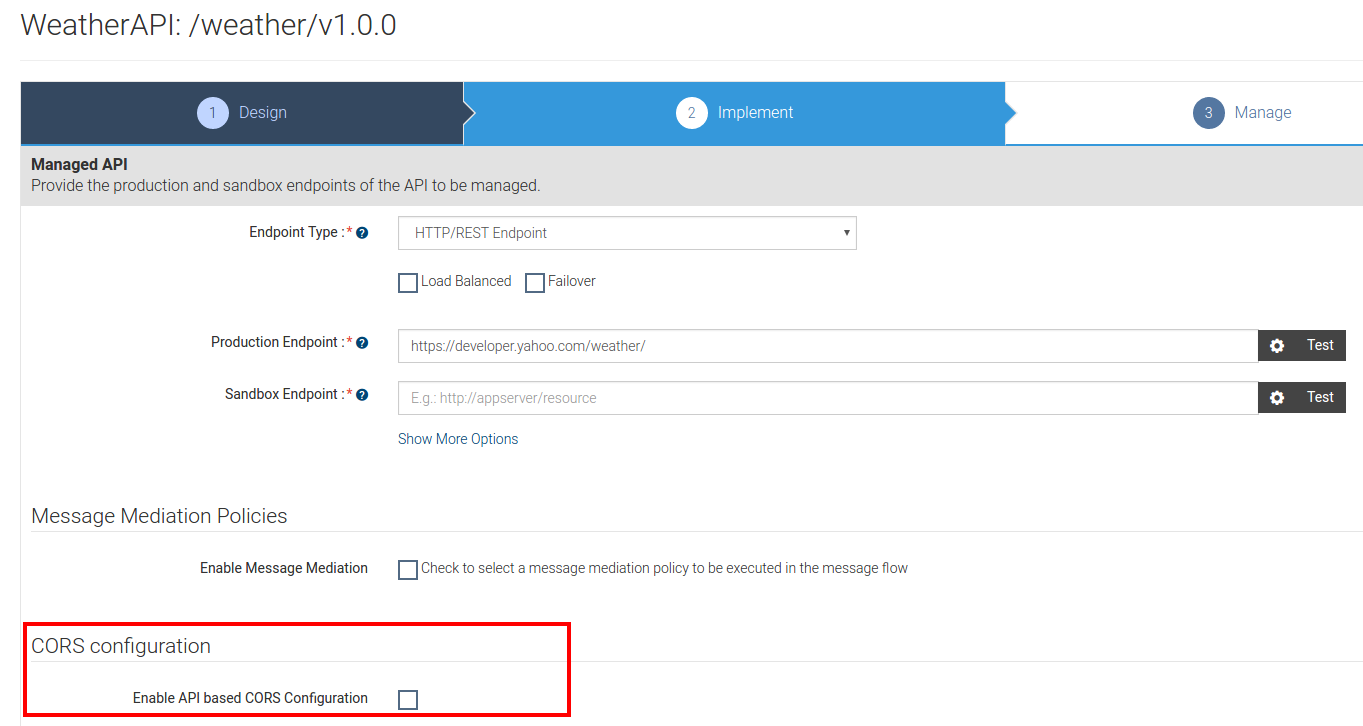 WeatherAPI: /weather/v1.0.0
1 Design 2 Implement 3 Manage
Managed API
Provide the production and sandbox endpoints of the API to be managed.
Endpoint Type :* ? HTTP/REST Endpoint
Load Balanced Failover
Production Endpoint :* ? https://developer.yahoo.com/weather/ Test
Sandbox Endpoint :* ? E.g.: http://appserver/resource Test
Show More Options
Message Mediation Policies
Enable Message Mediation Check to select a message mediation policy to be executed in the message flow
CORS configuration
Enable API based CORS Configuration